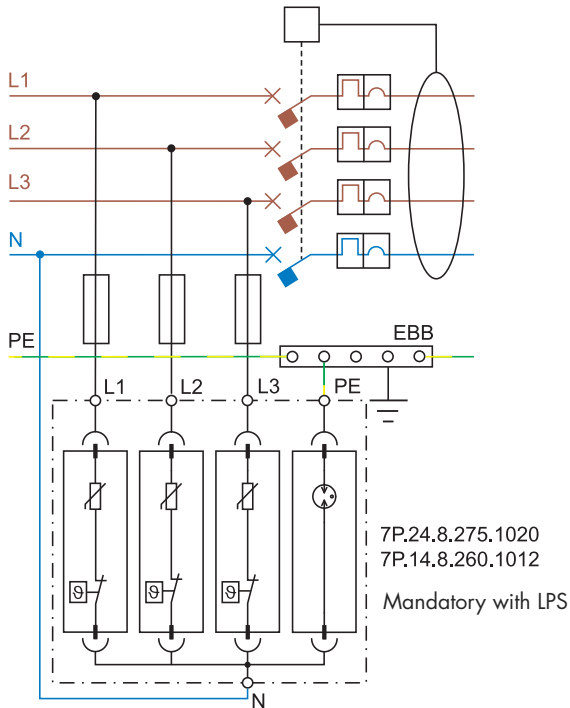 L1
L2
L3
N
PE
EBB
L1
L2
L3
PE
ϑ
ϑ
ϑ
7P.24.8.275.1020
7P.14.8.260.1012
Mandatory with LPS
N